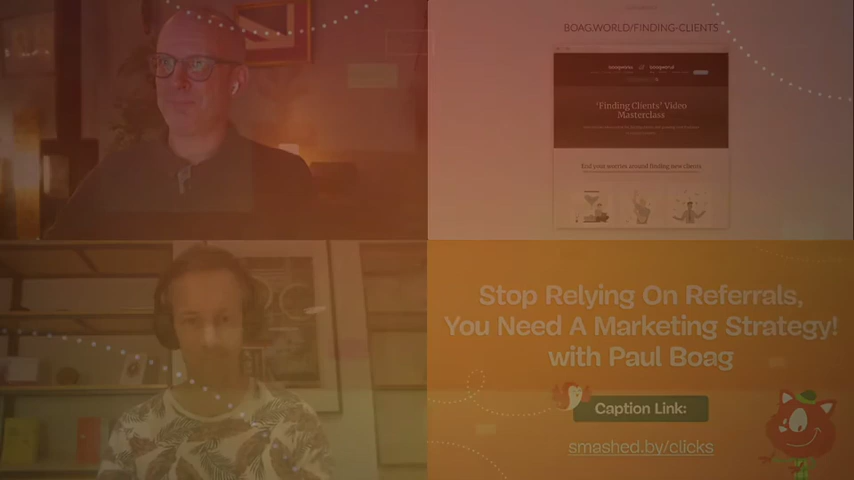 BOAG.WORLD/FINDING-CLIENTS
'Finding Clients' Video
Masterclass
End your worries around finding new clients
Stop Relying On Referrals,
You Need A Marketing Strategy!
with Paul Boag
Caption Link:
smashed.by/clicks